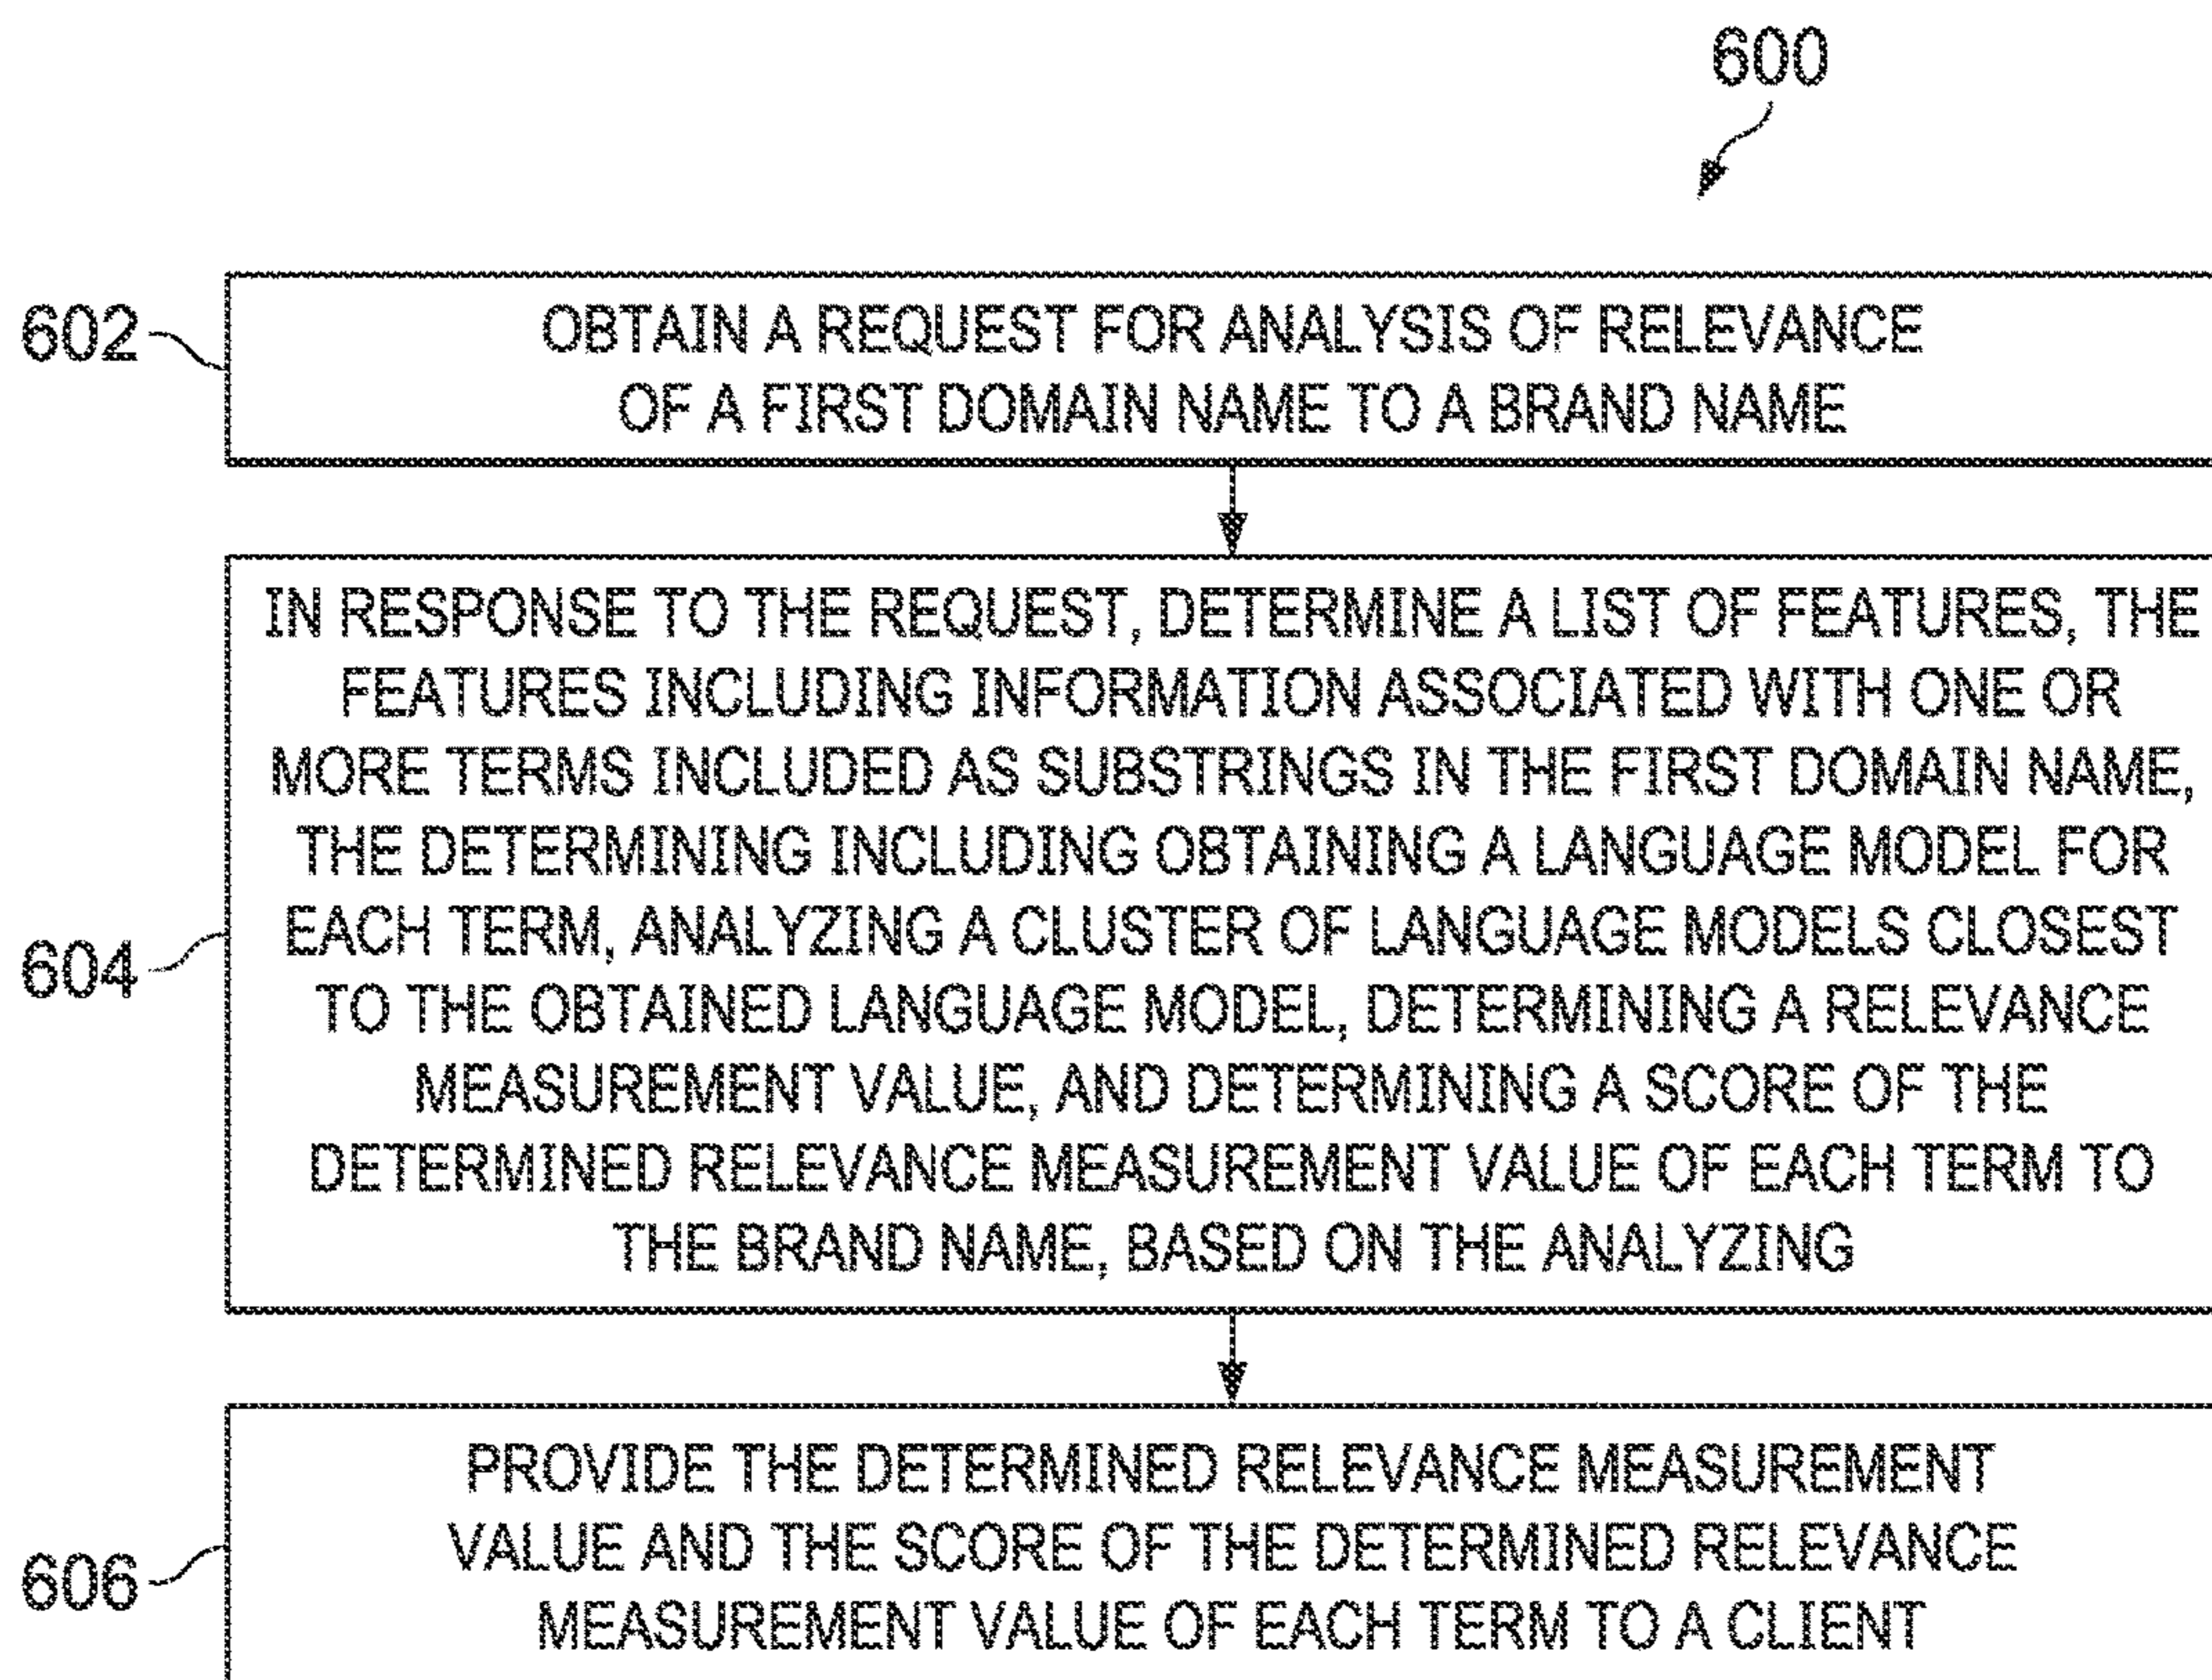 600
602
OBTAIN A REQUEST FOR ANALYSIS OF RELEVANCE
OF A FIRST DOMAIN NAME TO A BRAND NAME
604
IN RESPONSE TO THE REQUEST, DETERMINE A LIST OF FEATURES, THE
FEATURES INCLUDING INFORMATION ASSOCIATED WITH ONE OR
MORE TERMS INCLUDED AS SUBSTRINGS IN THE FIRST DOMAIN NAME,
THE DETERMINING INCLUDING OBTAINING A LANGUAGE MODEL FOR
EACH TERM, ANALYZING A CLUSTER OF LANGUAGE MODELS CLOSEST
TO THE OBTAINED LANGUAGE MODEL, DETERMINING A RELEVANCE
MEASUREMENT VALUE, AND DETERMINING A SCORE OF THE
DETERMINED RELEVANCE MEASUREMENT VALUE OF EACH TERM TO
THE BRAND NAME, BASED ON THE ANALYZING
606
PROVIDE THE DETERMINED RELEVANCE MEASUREMENT
VALUE AND THE SCORE OF THE DETERMINED RELEVANCE
MEASUREMENT VALUE OF EACH TERM TO A CLIENT